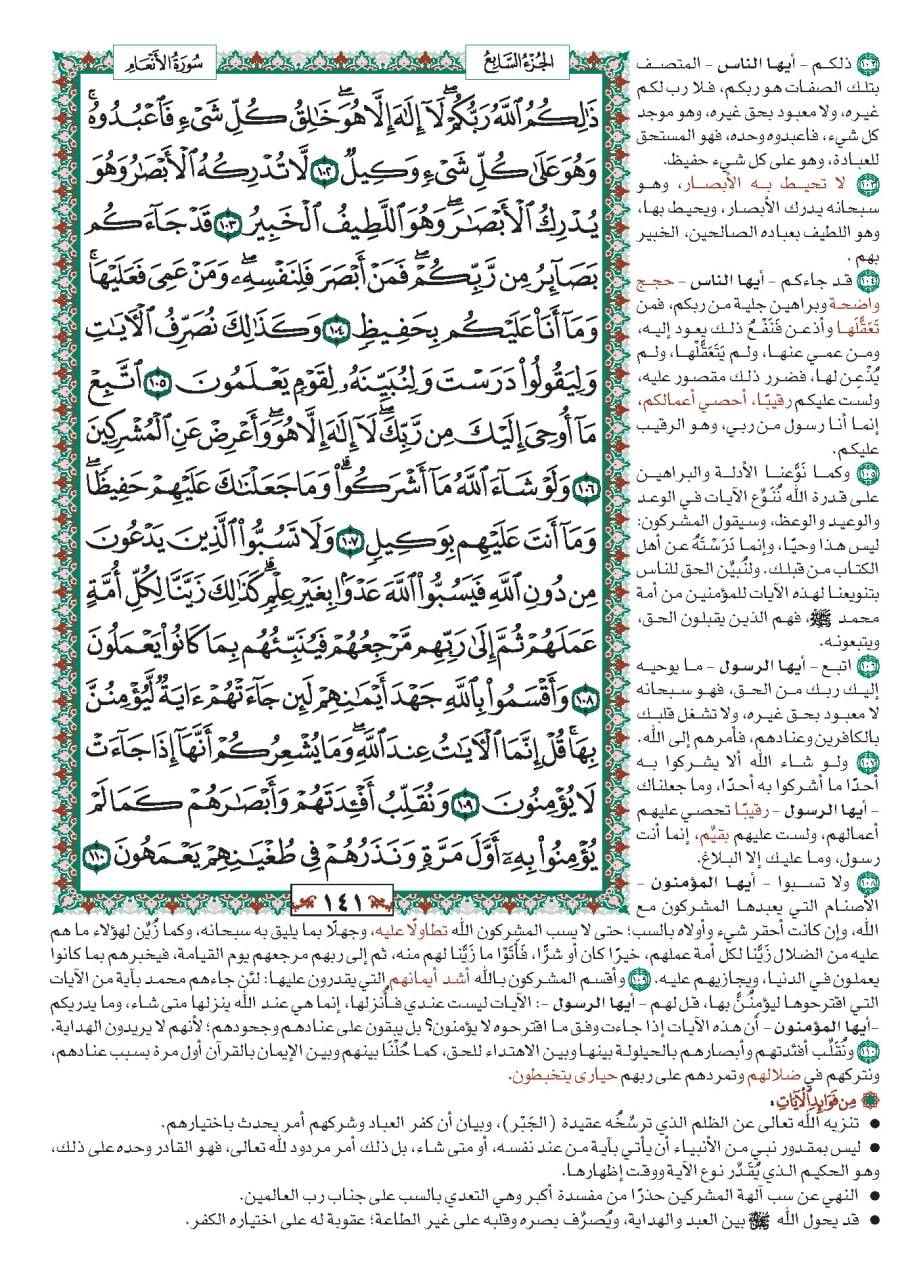 سُورَةُ الأَنْعَامِ
الجُزْءُ السَّابِعُ
ذَٰلِكُمُ ٱللَّهُ رَبُّكُمْۖ لَآ إِلَٰهَ إِلَّا هُوَۖ خَٰلِقُ كُلِّ شَىْءٍ فَٱعْبُدُوهُۚ
وَهُوَ عَلَىٰ كُلِّ شَىْءٍ وَكِيلٌ ١٠٢ لَّا تُدْرِكُهُ ٱلْأَبْصَٰرُ وَهُوَ
يُدْرِكُ ٱلْأَبْصَٰرَۖ وَهُوَ ٱللَّطِيفُ ٱلْخَبِيرُ ١٠٣ قَدْ جَآءَكُم
بَصَآئِرُ مِن رَّبِّكُمْۖ فَمَنْ أَبْصَرَ فَلِنَفْسِهِۦۖ وَمَنْ عَمِىَ فَعَلَيْهَاۚ
وَمَآ أَنَا۠ عَلَيْكُم بِحَفِيظٍ ١٠٤ وَكَذَٰلِكَ نُصَرِّفُ ٱلْءَايَٰتِ
وَلِيَقُولُوا۟ دَرَسْتَ وَلِنُبَيِّنَهُۥ لِقَوْمٍ يَعْلَمُونَ ١٠٥ ٱتَّبِعْ
مَآ أُوحِىَ إِلَيْكَ مِن رَّبِّكَۖ لَآ إِلَٰهَ إِلَّا هُوَۖ وَأَعْرِضْ عَنِ ٱلْمُشْرِكِينَ
١٠٦ وَلَوْ شَآءَ ٱللَّهُ مَآ أَشْرَكُوا۟ۗ وَمَا جَعَلْنَٰكَ عَلَيْهِمْ حَفِيظًاۖ
وَمَآ أَنتَ عَلَيْهِم بِوَكِيلٍ ١٠٧ وَلَا تَسُبُّوا۟ ٱلَّذِينَ يَدْعُونَ
مِن دُونِ ٱللَّهِ فَيَسُبُّوا۟ ٱللَّهَ عَدْوًۢا بِغَيْرِ عِلْمٍۗ كَذَٰلِكَ زَيَّنَّا لِكُلِّ أُمَّةٍ
عَمَلَهُمْ ثُمَّ إِلَىٰ رَبِّهِم مَّرْجِعُهُمْ فَيُنَبِّئُهُم بِمَا كَانُوا۟ يَعْمَلُونَ
١٠٨ وَأَقْسَمُوا۟ بِٱللَّهِ جَهْدَ أَيْمَٰنِهِمْ لَئِن جَآءَتْهُمْ ءَايَةٌ لَّيُؤْمِنُنَّ
بِهَاۚ قُلْ إِنَّمَا ٱلْءَايَٰتُ عِندَ ٱللَّهِۖ وَمَا يُشْعِرُكُمْ أَنَّهَآ إِذَا جَآءَتْ
لَا يُؤْمِنُونَ ١٠٩ وَنُقَلِّبُ أَفْـِٔدَتَهُمْ وَأَبْصَٰرَهُمْ كَمَا لَمْ
يُؤْمِنُوا۟ بِهِۦٓ أَوَّلَ مَرَّةٍ وَنَذَرُهُمْ فِى طُغْيَٰنِهِمْ يَعْمَهُونَ ١١٠
١٤١
١٠٢ ذلكم - أيها الناس - المتصف
بتلك الصفات هو ربكم، فلا رب لكم
غيره، ولا معبود بحق غيره، وهو موجد
كل شيء، فاعبدوه وحده، فهو المستحق
للعبادة، وهو على كل شيء حفيظ.
١٠٣ لا تحيط به الأبصار، وهو
سبحانه يدرك الأبصار، ويحيط بها،
وهو اللطيف بعباده الصالحين، الخبير
بهم.
١٠٤ قد جاءكم - أيها الناس - حجج
واضحة وبراهين جلية من ربكم، فمن
تَعَقَّلَها وأذعن فَنَفْعُ ذلك يعود إليه،
ومن عمي عنها، ولم يَتَعَقَّلْها، ولم
يُذْعِن لها، فضرر ذلك مقصور عليه،
ولست عليكم رقيبًا، أحصي أعمالكم،
إنما أنا رسول من ربي، وهو الرقيب
عليكم.
١٠٥ وكما نَوَّعنا الأدلة والبراهين
على قدرة الله نُنَوِّع الآيات في الوعد
والوعيد والوعظ، وسيقول المشركون:
ليس هذا وحيًا، وإنما دَرَسْتَهُ عن أهل
الكتاب من قبلك. ولنُبيِّن الحق للناس
بتنويعنا لهذه الآيات للمؤمنين من أمة
محمد ﷺ، فهم الذين يقبلون الحق،
ويتبعونه.
١٠٦ اتبع - أيها الرسول - ما يوحيه
إليك ربك من الحق، فهو سبحانه
لا معبود بحق غيره، ولا تشغل قلبك
بالكافرين وعنادهم، فأمرهم إلى الله.
١٠٧ ولو شاء الله ألا يشركوا به
أحدًا ما أشركوا به أحدًا، وما جعلناك
- أيها الرسول - رقيبًا تحصي عليهم
أعمالهم، ولست عليهم بقيِّم، إنما أنت
رسول، وما عليك إلا البلاغ.
١٠٨ ولا تسبوا - أيها المؤمنون -
الأصنام التي يعبدها المشركون مع
الله، وإن كانت أحقر شيء وأولاه بالسب؛ حتى لا يسب المشركون الله تطاولًا عليه، وجهلًا بما يليق به سبحانه، وكما زُيِّن لهؤلاء ما هم
عليه من الضلال زَيَّنا لكل أمة عملهم، خيرًا كان أو شرًّا، فَأَتَوْا ما زَيَّنا لهم منه، ثم إلى ربهم مرجعهم يوم القيامة، فيخبرهم بما كانوا
يعملون في الدنيا، ويجازيهم عليه. ١٠٩ وأقسم المشركون بالله أشد أيمانهم التي يقدرون عليها: لئن جاءهم محمد بآية من الآيات
التي اقترحوها ليؤمنُنَّ بها، قل لهم - أيها الرسول -: الآيات ليست عندي فأُنزلها، إنما هي عند الله ينزلها متى شاء، وما يدريكم
-أيها المؤمنون - أن هذه الآيات إذا جاءت وفق ما اقترحوه لا يؤمنون؟ بل يبقون على عنادهم وجحودهم؛ لأنهم لا يريدون الهداية.
١١٠ ونُقَلِّب أفئدتهم وأبصارهم بالحيلولة بينها وبين الاهتداء للحق، كما حُلْنَا بينهم وبين الإيمان بالقرآن أول مرة بسبب عنادهم،
ونتركهم في ضلالهم وتمردهم على ربهم حيارى يتخبطون.
مِن فَوَائِدِ الآيَاتِ:
● تنزيه الله تعالى عن الظلم الذي ترسِّخُه عقيدة (الجَبْر)، وبيان أن كفر العباد وشركهم أمر يحدث باختيارهم.
● ليس بمقدور نبي من الأنبياء أن يأتي بآية من عند نفسه، أو متى شاء، بل ذلك أمر مردود لله تعالى، فهو القادر وحده على ذلك،
وهو الحكيم الذي يُقَدِّر نوع الآية ووقت إظهارها.
● النهي عن سب آلهة المشركين حذرًا من مفسدة أكبر وهي التعدي بالسب على جناب رب العالمين.
● قد يحول الله ﷻ بين العبد والهداية، ويُصرِّف بصره وقلبه على غير الطاعة؛ عقوبة له على اختياره الكفر.